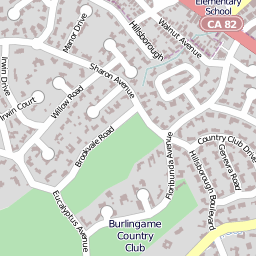 Elementary
School
CA 82
Manor Drive
Hillsborough
Walnut Avenue
Irwin Drive
Sharon Avenue
Willow Road
Irwin Court
Brookvale Road
Country Club Drive
Geneva Road
Floribunda Avenue
Hillsborough Boulevard
Eucalyptus Avenue
Burlingame
Country
Club